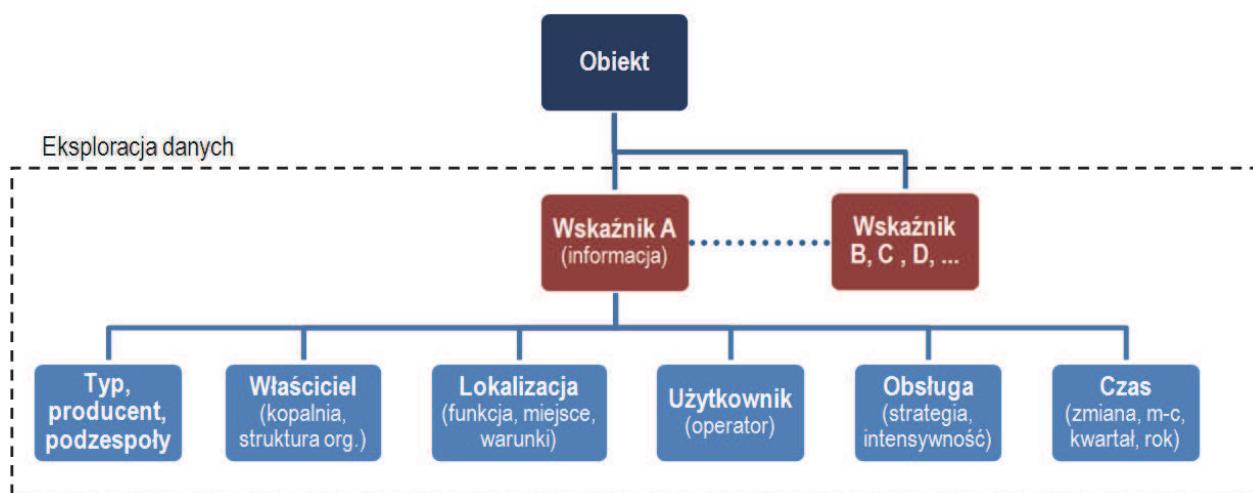 Obiekt
Eksploracja danych
Wskaźnik A
(informacja)
Wskaźnik
B, C , D, ...
Typ,
producent,
podzespoły
Właściciel
(kopalnia,
struktura org.)
Lokalizacja
(funkcja, miejsce,
warunki)
Użytkownik
(operator)
Obsługa
(strategia,
intensywność)
Czas
(zmiana, m-c,
kwartał, rok)